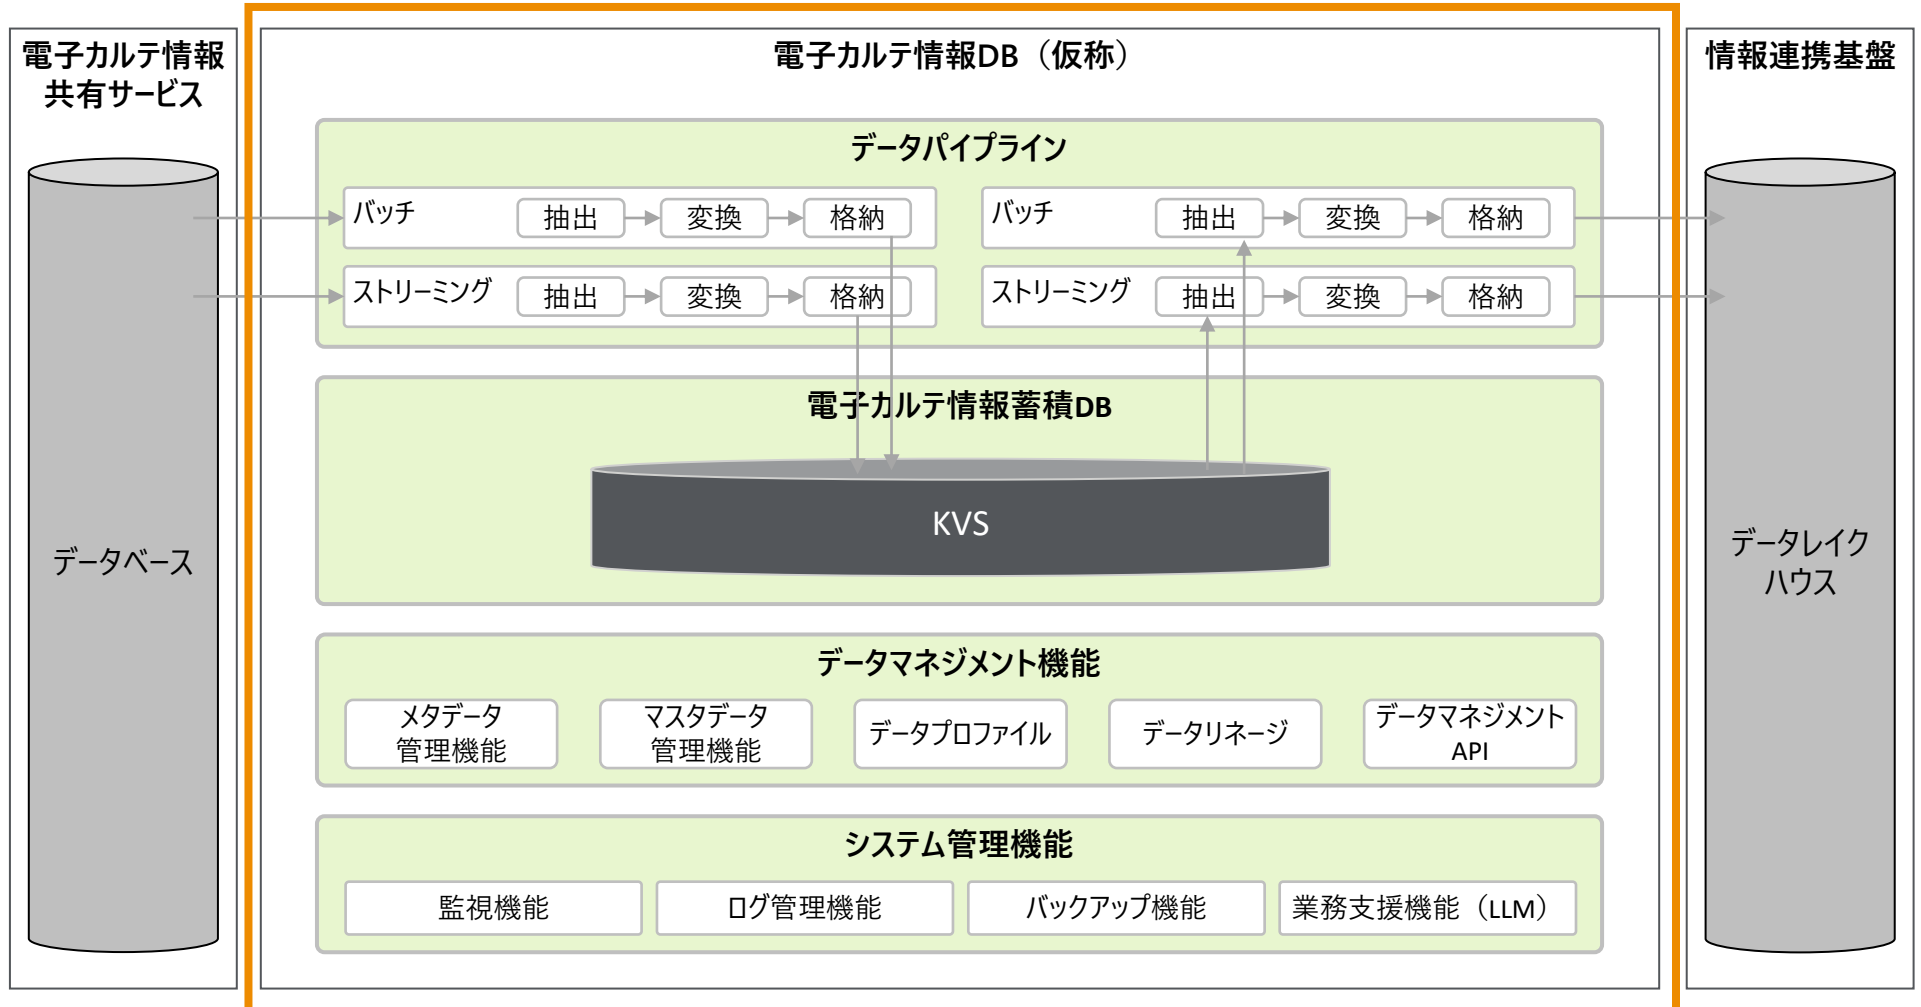 電子カルテ情報
共有サービス
データベース
電子カルテ情報DB（仮称）
データパイプライン
バッチ 抽出 変換 格納
ストリーミング 抽出 変換 格納
バッチ 抽出 変換 格納
ストリーミング 抽出 変換 格納
電子カルテ情報蓄積DB
KVS
データマネジメント機能
メタデータ
管理機能
マスタデータ
管理機能
データプロファイル
データリネージ
データマネジメント
API
システム管理機能
監視機能
ログ管理機能
バックアップ機能
業務支援機能（LLM）
情報連携基盤
データレイク
ハウス